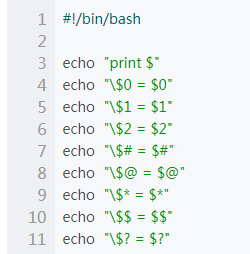 1 #!/bin/bash
2
3 echo "print $"
4 echo "\$0 = $0"
5 echo "\$1 = $1"
6 echo "\$2 = $2"
7 echo "\$# = $#"
8 echo "\$@ = $@"
9 echo "\$* = $*"
10 echo "\$$ = $$"
11 echo "\$? = $?"